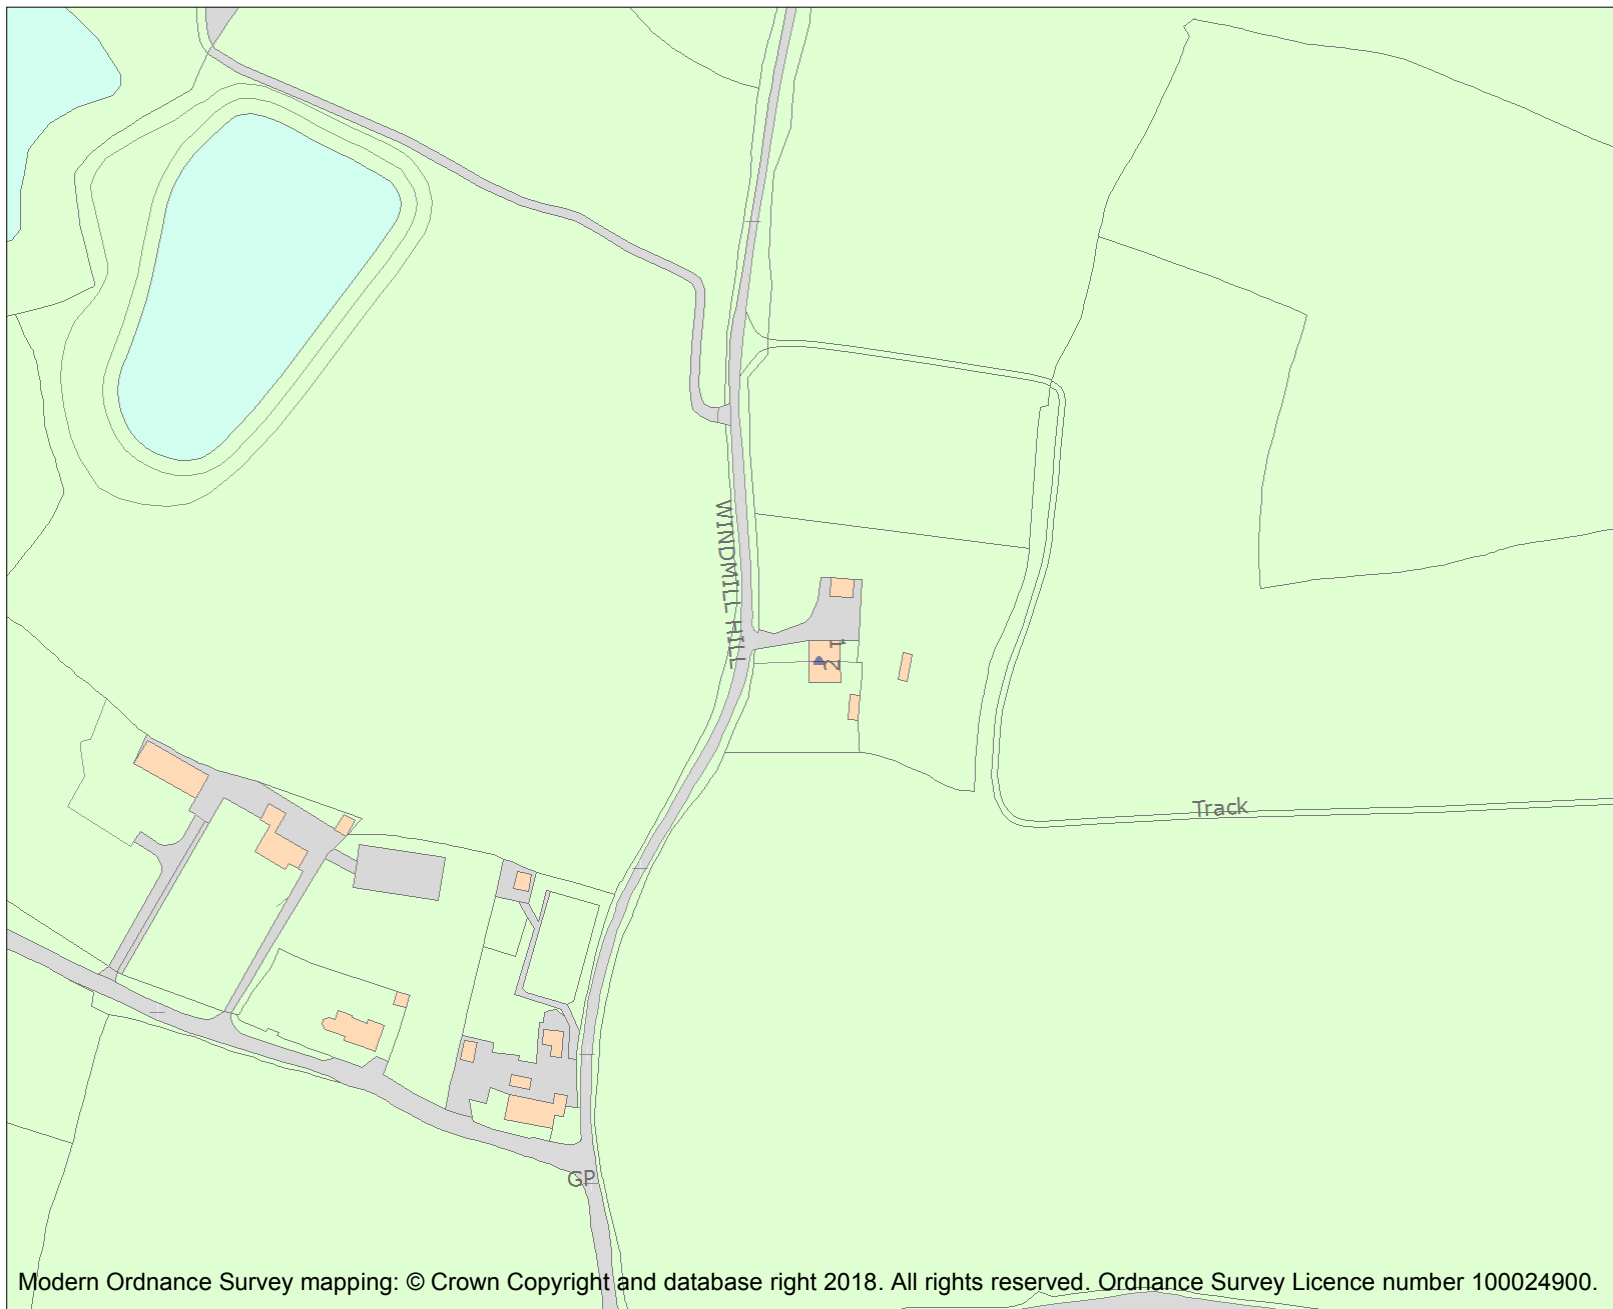 WINDMILL HILL
1
2
Track
GP
Modern Ordnance Survey mapping: © Crown Copyright and database right 2018. All rights reserved. Ordnance Survey Licence number 100024900.